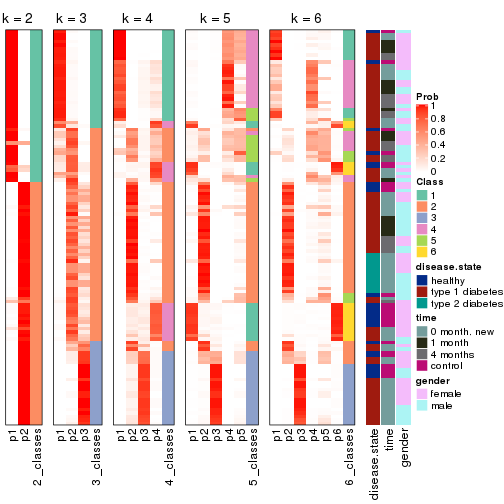 k = 2
k = 3
k = 4
k = 5
k = 6
p1
p2
2_classes
p1
p2
p3
3_classes
p1
p2
p3
p4
4_classes
p1
p2
p3
p4
p5
5_classes
p1
p2
p3
p4
p5
p6
6_classes
disease.state
time
gender
Prob
1
0.8
0.6
0.4
0.2
0
Class
1
2
3
4
5
6
disease.state
healthy
type 1 diabetes
type 2 diabetes
time
0 month. new
1 month
4 months
control
gender
female
male